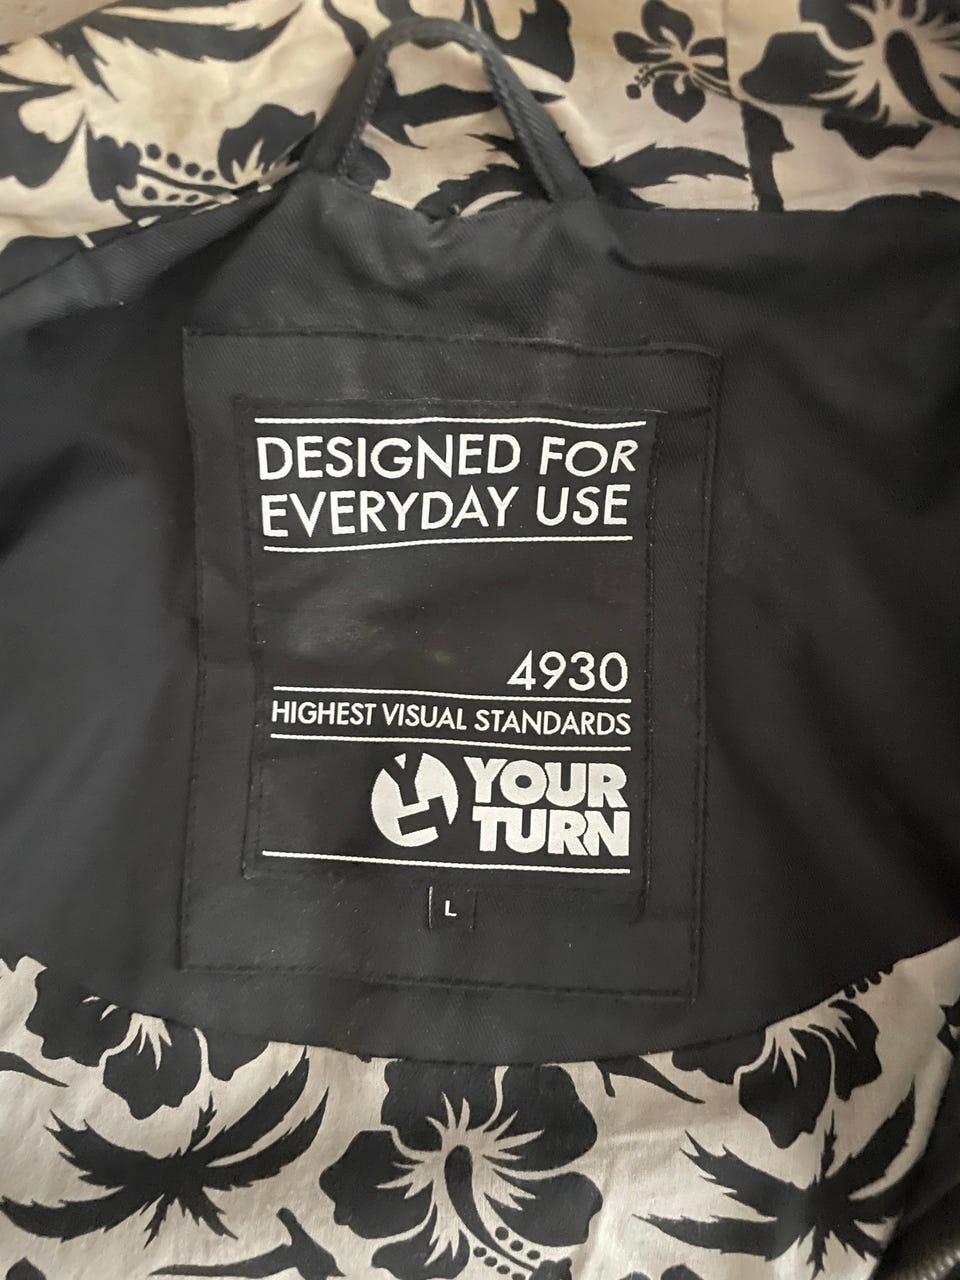 DESIGNED FOR
EVERYDAY USE
4930
HIGHEST VISUAL STANDARDS
YOUR
TURN
L